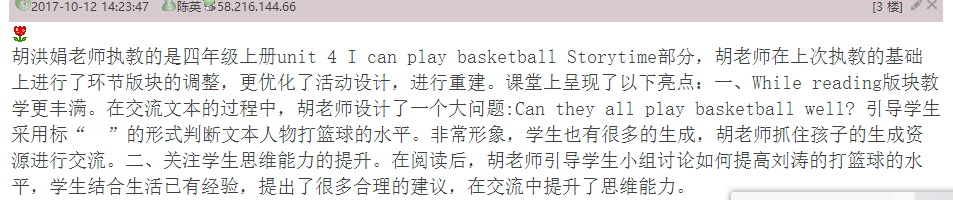 2017-10-12 14:23:47 陈英 58.216.144.66 [3 楼]
胡洪娟老师执教的是四年级上册unit 4 I can play basketball Storytime部分，胡老师在上次执教的基础
上进行了环节版块的调整，更优化了活动设计，进行重建。课堂上呈现了以下亮点：一、While reading版块教
学更丰满。在交流文本的过程中，胡老师设计了一个大问题:Can they all play basketball well? 引导学生
采用标“ ”的形式判断文本人物打篮球的水平。非常形象，学生也有很多的生成，胡老师抓住孩子的生成资
源进行交流。二、关注学生思维能力的提升。在阅读后，胡老师引导学生小组讨论如何提高刘涛的打篮球的水
平，学生结合生活已有经验，提出了很多合理的建议，在交流中提升了思维能力。